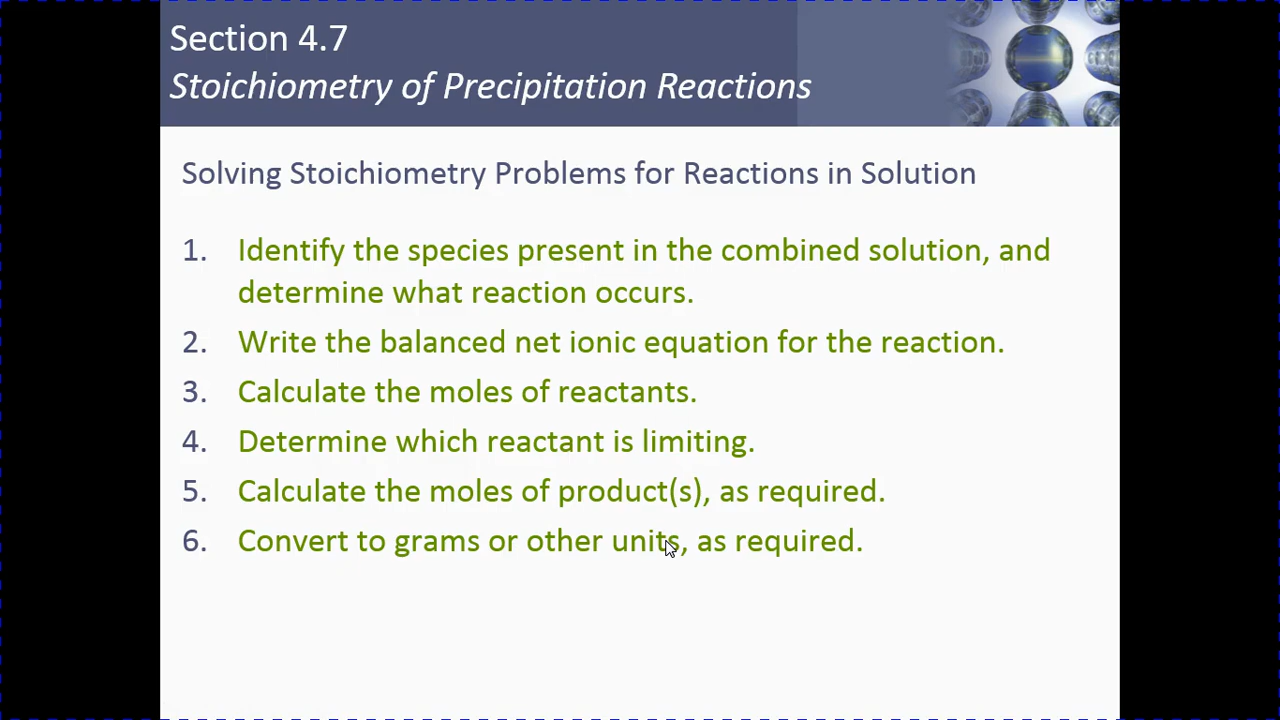 Section 4.7
Stoichiometry of Precipitation Reactions
Solving Stoichiometry Problems for Reactions in Solution
1. Identify the species present in the combined solution, and
determine what reaction occurs.
2. Write the balanced net ionic equation for the reaction.
3. Calculate the moles of reactants.
4. Determine which reactant is limiting.
5. Calculate the moles of product(s), as required.
6. Convert to grams or other units, as required.